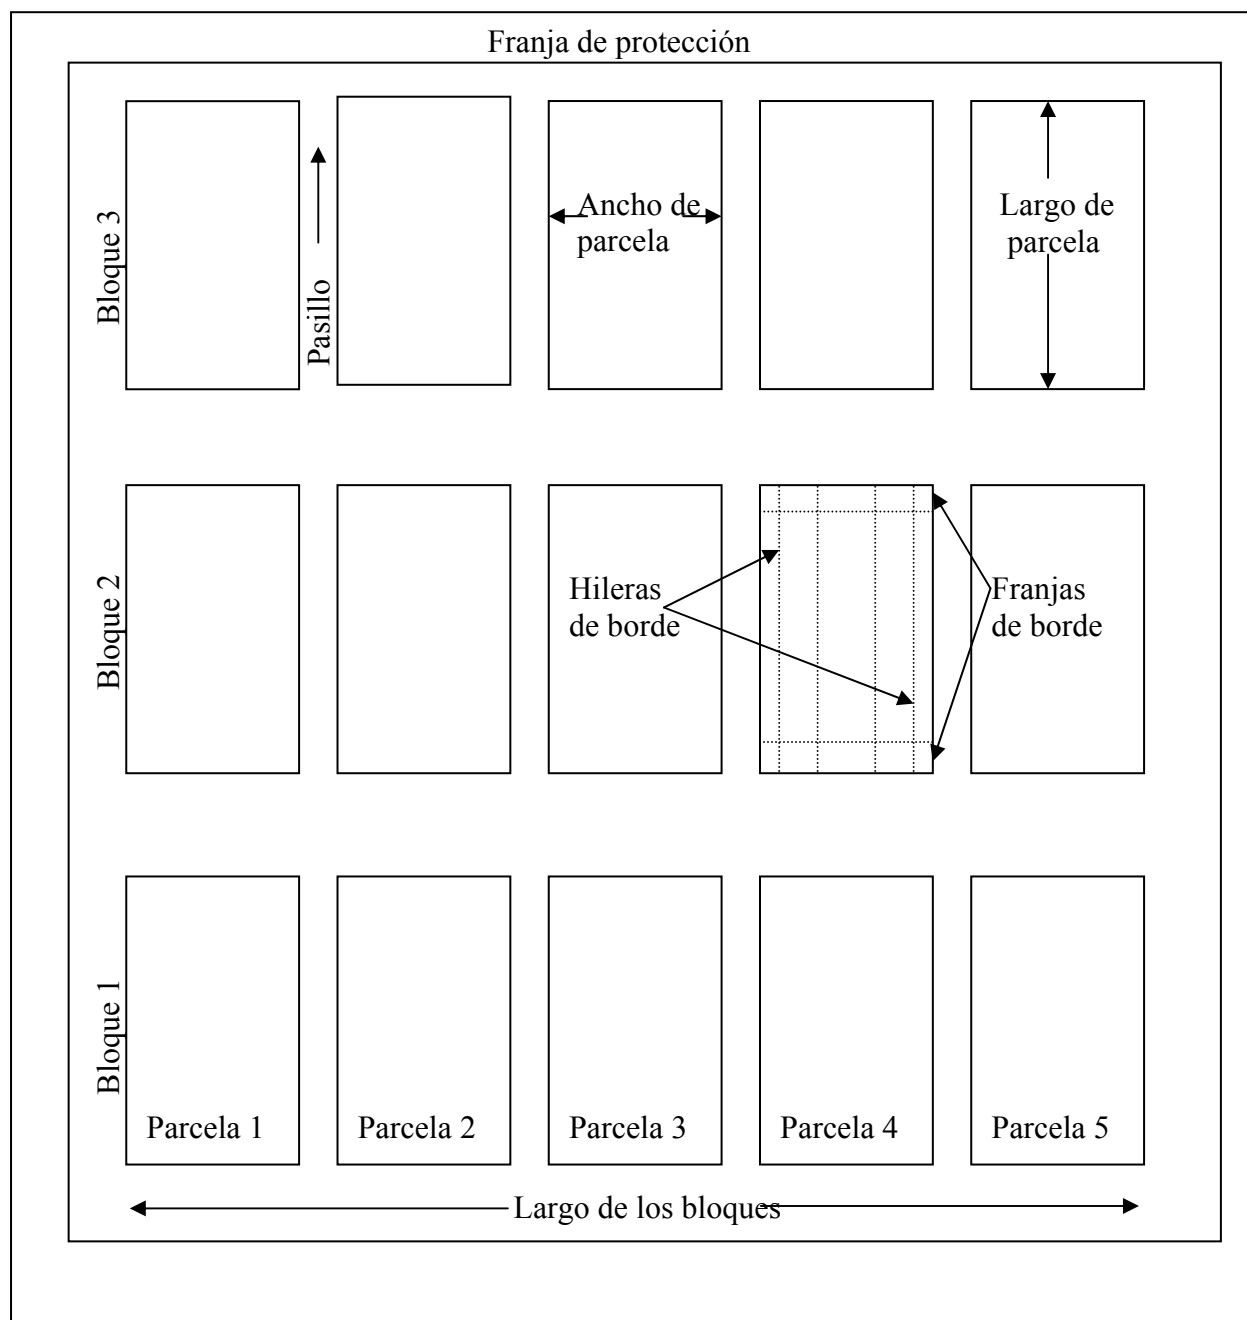 Franja de protección
Bloque 3
Pasillo
Ancho de
parcela
Largo de
parcela
Bloque 2
Hileras
de borde
Franjas
de borde
Bloque 1
Parcela 1
Parcela 2
Parcela 3
Parcela 4
Parcela 5
Largo de los bloques